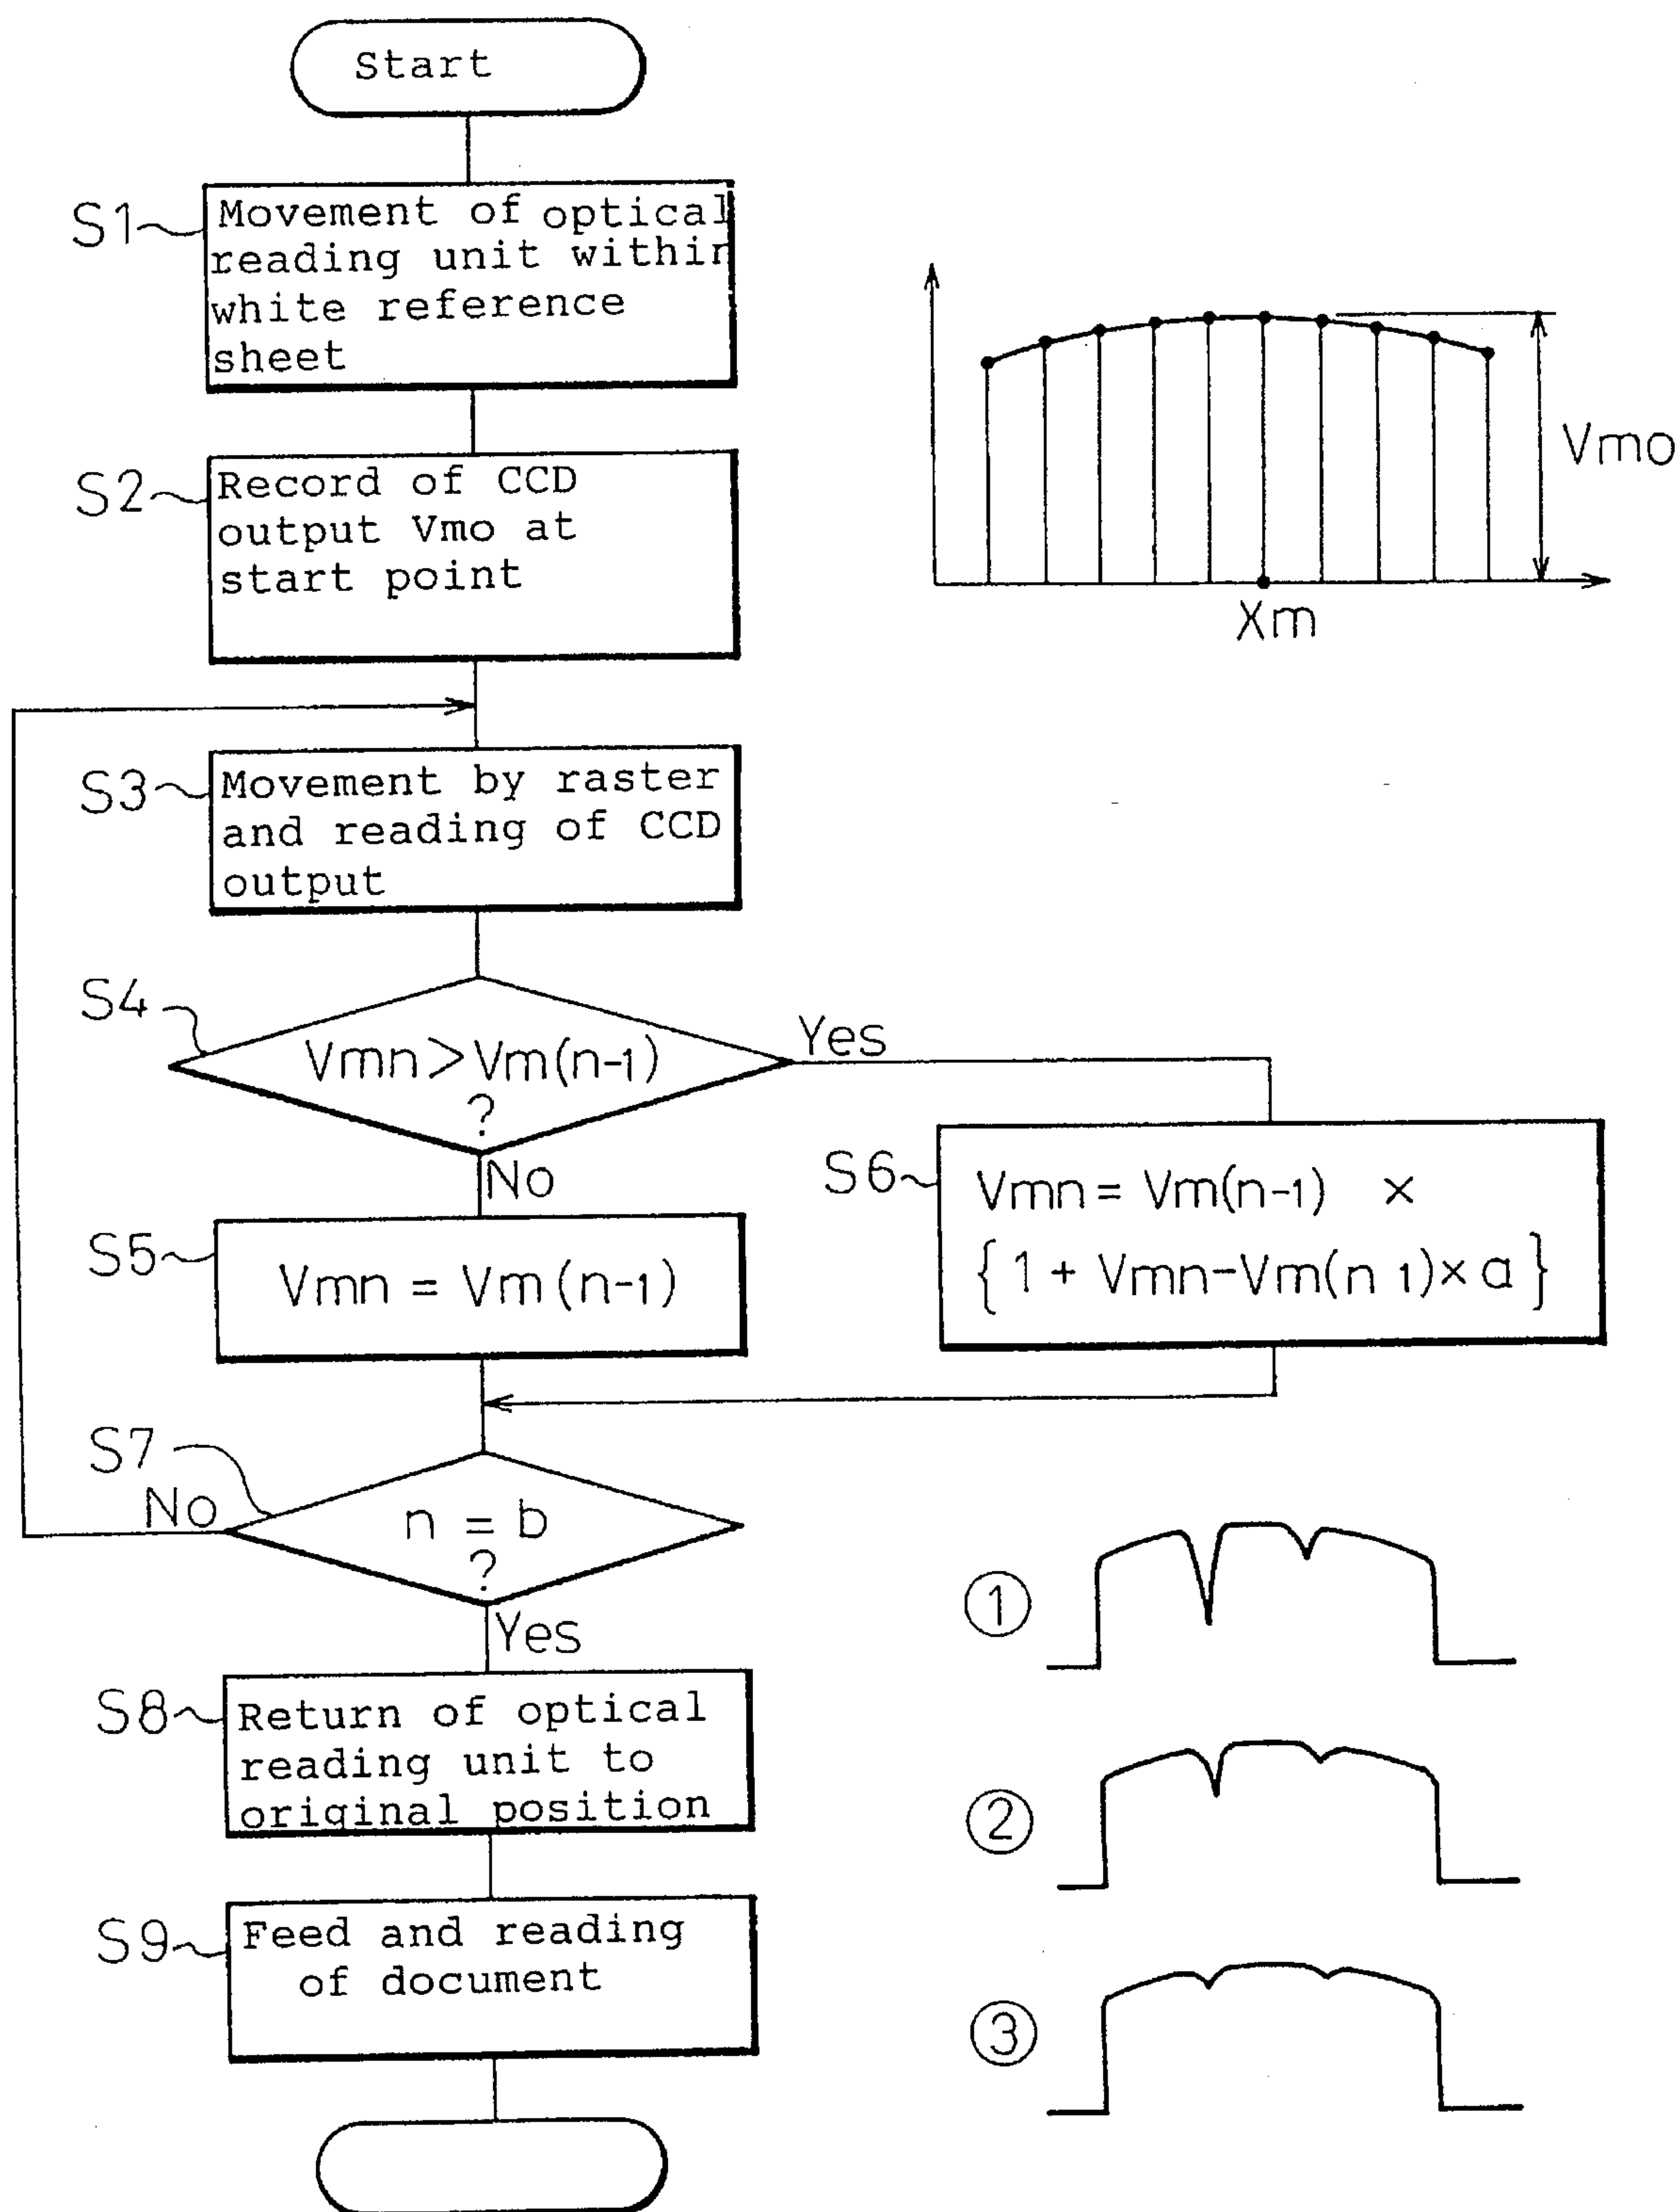 Start
S1
Movement of optical
reading unit within
white reference
sheet
S2
Record of CCD
output Vmo at
start point
Vmo
Xm
S3
Movement by raster
and reading of CCD
output
S4
Vmn > Vm(n-1)
?
Yes
No
S5
Vmn = Vm(n-1)
S6
Vmn = Vm(n-1) ×
{ 1 + Vmn-Vm(n 1)× a }
S7
n = b
?
No
Yes
S8
Return of optical
reading unit to
original position
S9
Feed and reading
of document
①
②
③